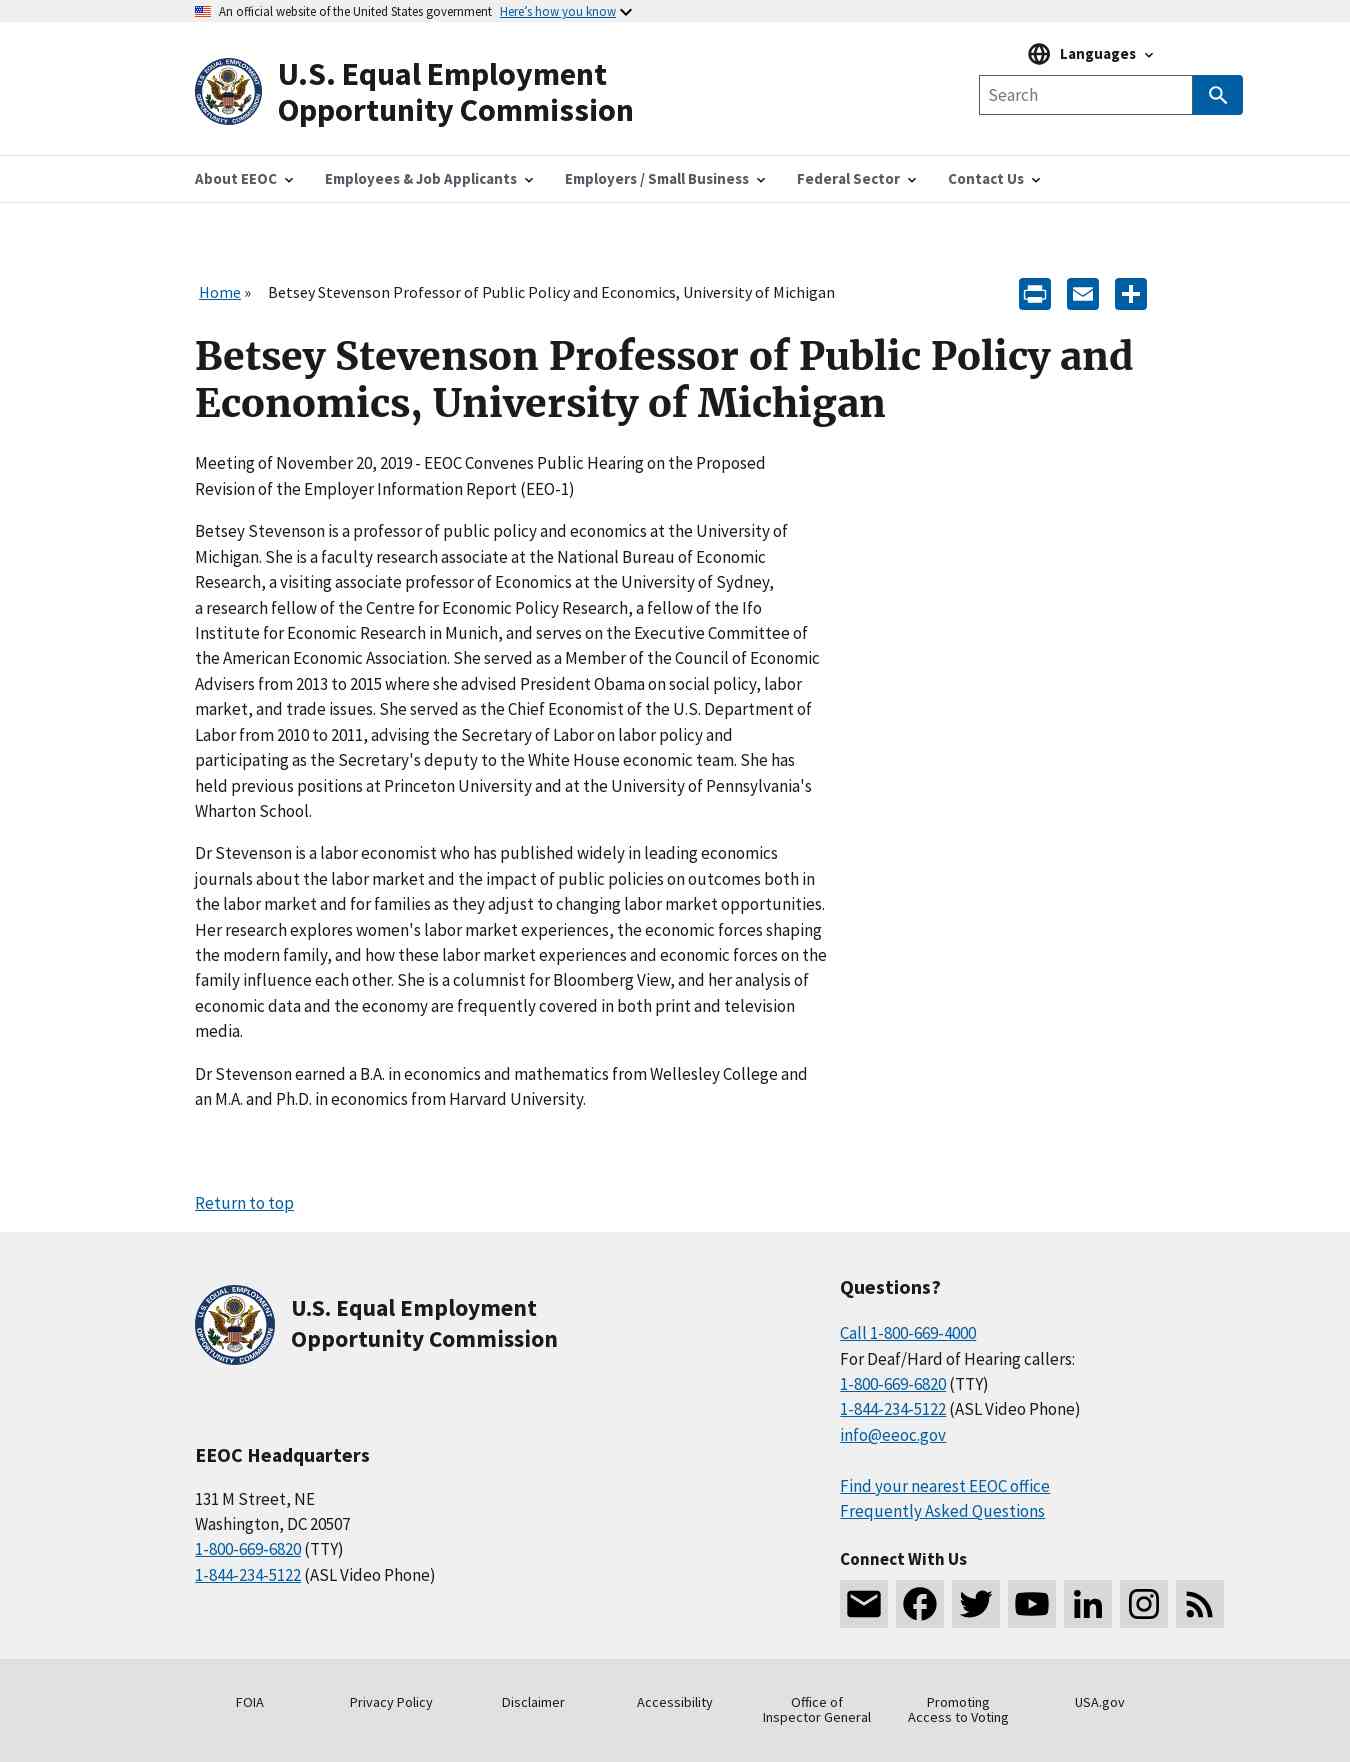 An official website of the United States government Here’s how you know
U.S. Equal Employment
Opportunity Commission
Languages
Search
About EEOC
Employees & Job Applicants
Employers / Small Business
Federal Sector
Contact Us
Home » Betsey Stevenson Professor of Public Policy and Economics, University of Michigan
Betsey Stevenson Professor of Public Policy and
Economics, University of Michigan
Meeting of November 20, 2019 - EEOC Convenes Public Hearing on the Proposed
Revision of the Employer Information Report (EEO-1)
Betsey Stevenson is a professor of public policy and economics at the University of
Michigan. She is a faculty research associate at the National Bureau of Economic
Research, a visiting associate professor of Economics at the University of Sydney,
a research fellow of the Centre for Economic Policy Research, a fellow of the Ifo
Institute for Economic Research in Munich, and serves on the Executive Committee of
the American Economic Association. She served as a Member of the Council of Economic
Advisers from 2013 to 2015 where she advised President Obama on social policy, labor
market, and trade issues. She served as the Chief Economist of the U.S. Department of
Labor from 2010 to 2011, advising the Secretary of Labor on labor policy and
participating as the Secretary's deputy to the White House economic team. She has
held previous positions at Princeton University and at the University of Pennsylvania's
Wharton School.
Dr Stevenson is a labor economist who has published widely in leading economics
journals about the labor market and the impact of public policies on outcomes both in
the labor market and for families as they adjust to changing labor market opportunities.
Her research explores women's labor market experiences, the economic forces shaping
the modern family, and how these labor market experiences and economic forces on the
family influence each other. She is a columnist for Bloomberg View, and her analysis of
economic data and the economy are frequently covered in both print and television
media.
Dr Stevenson earned a B.A. in economics and mathematics from Wellesley College and
an M.A. and Ph.D. in economics from Harvard University.
Return to top
U.S. EQUAL EMPLOYMENT OPPORTUNITY COMMISSION
U.S. Equal Employment
Opportunity Commission
EEOC Headquarters
131 M Street, NE
Washington, DC 20507
1-800-669-6820 (TTY)
1-844-234-5122 (ASL Video Phone)
Questions?
Call 1-800-669-4000
For Deaf/Hard of Hearing callers:
1-800-669-6820 (TTY)
1-844-234-5122 (ASL Video Phone)
info@eeoc.gov
Find your nearest EEOC office
Frequently Asked Questions
Connect With Us
FOIA
Privacy Policy
Disclaimer
Accessibility
Office of
Inspector General
Promoting
Access to Voting
USA.gov